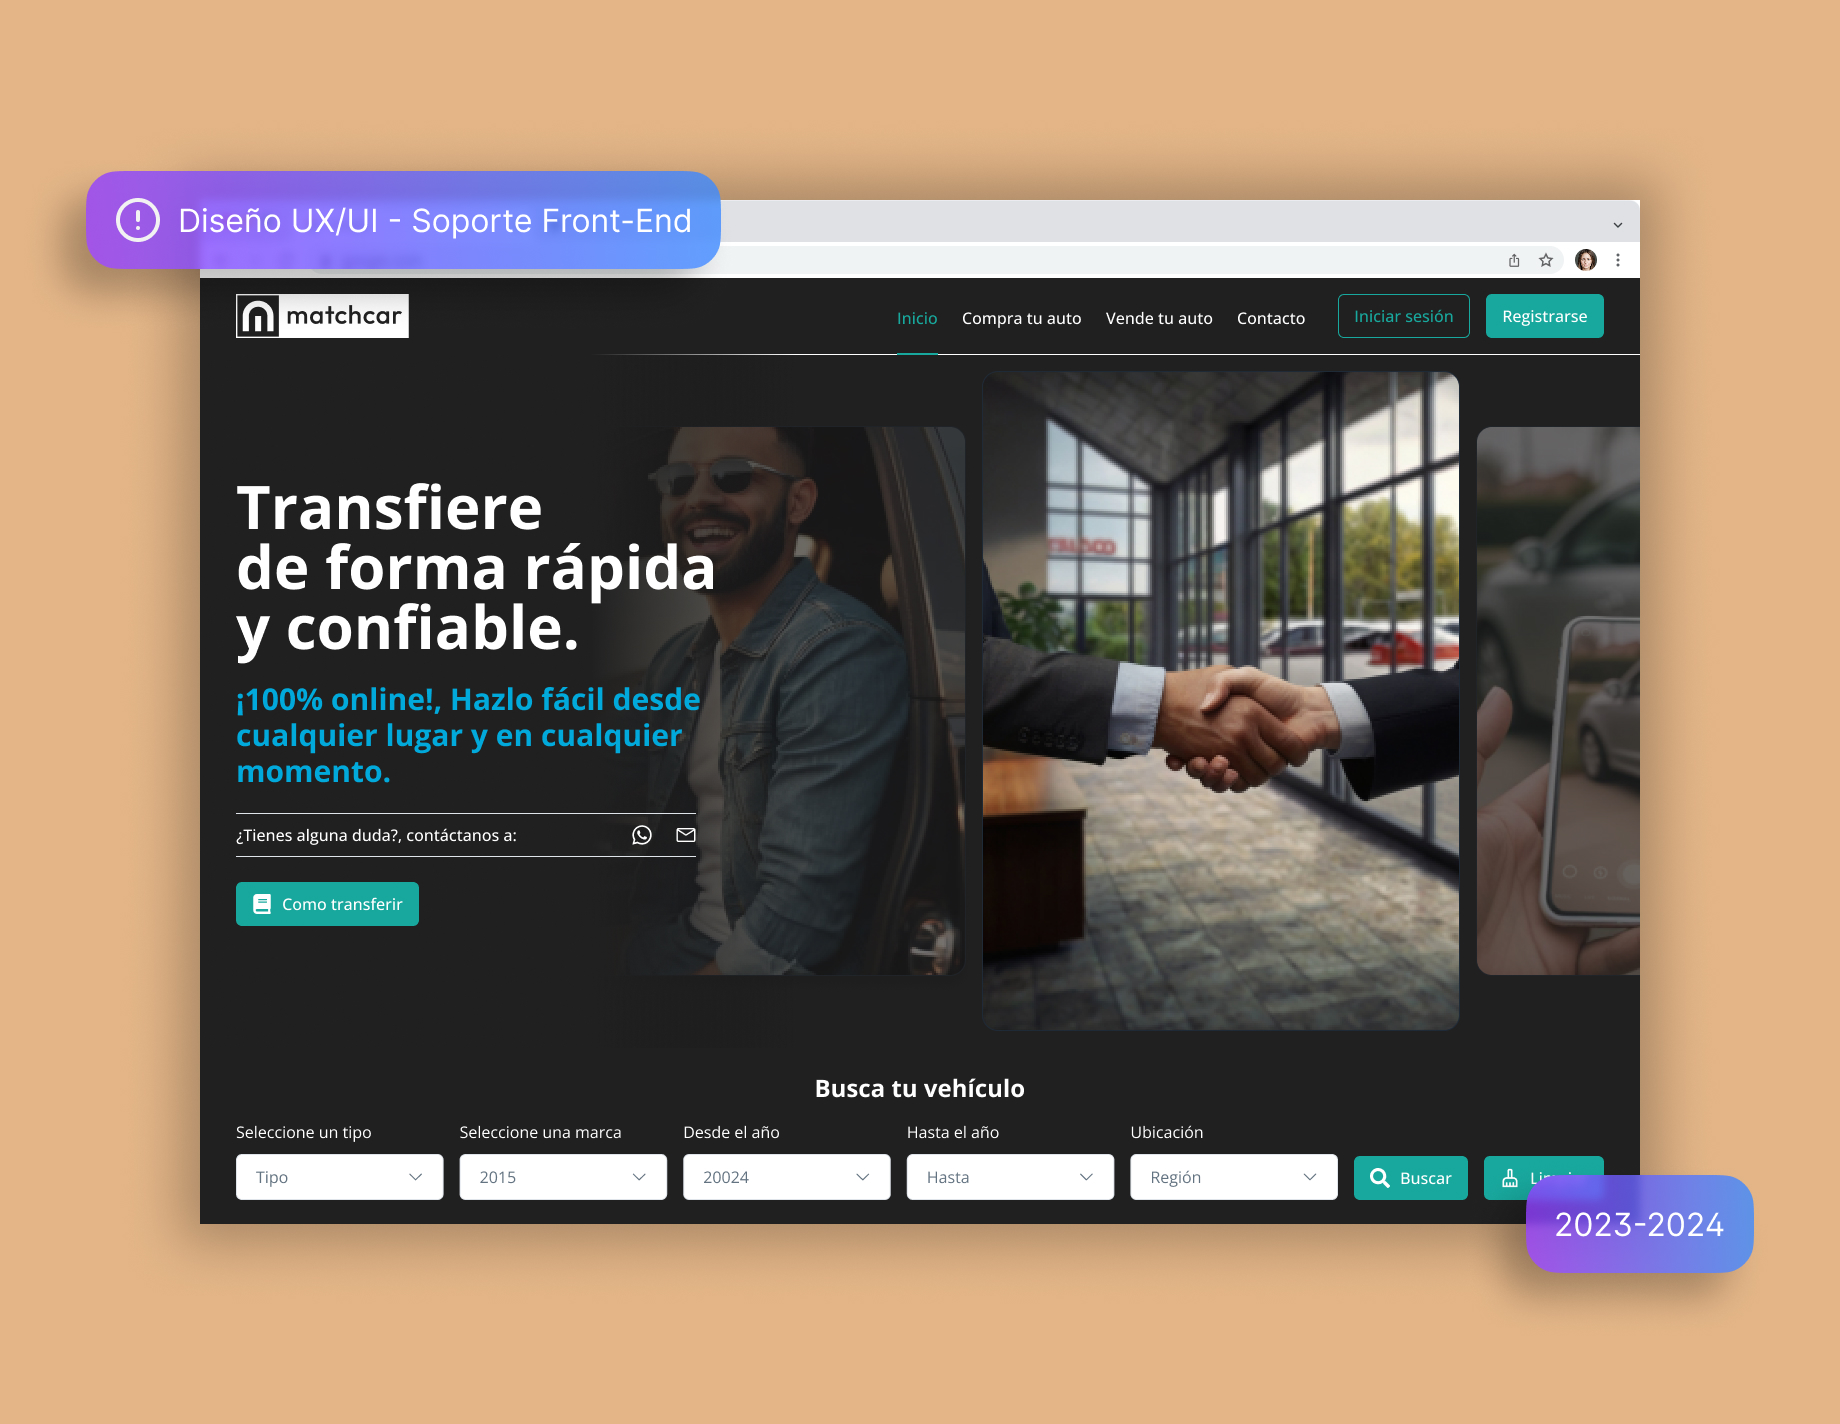 Diseño UX/UI - Soporte Front-End
matchcar
Inicio Compra tu auto Vende tu auto Contacto Iniciar sesión Registrarse
Transfiere
de forma rápida
y confiable.
¡100% online!, Hazlo fácil desde
cualquier lugar y en cualquier
momento.
¿Tienes alguna duda?, contáctanos a:
Como transferir
Busca tu vehículo
Seleccione un tipo Seleccione una marca Desde el año Hasta el año Ubicación
Tipo 2015 20024 Hasta Región Buscar
2023-2024